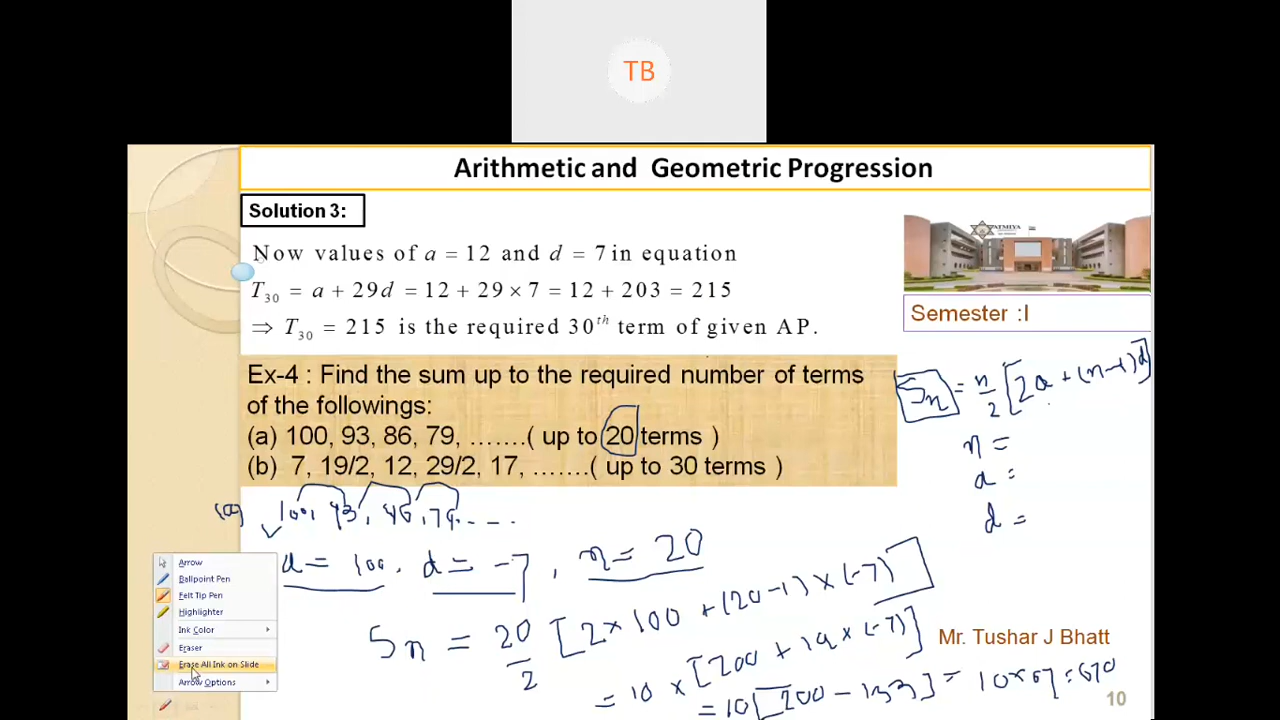 TB
Arithmetic and Geometric Progression
Solution 3:
Now values of a = 12 and d = 7 in equation
T30 = a + 29d = 12 + 29 × 7 = 12 + 203 = 215
⇒ T30 = 215 is the required 30th term of given AP.
ATMIYA
Semester :I
Ex-4 : Find the sum up to the required number of terms
of the followings:
(a) 100, 93, 86, 79, …….( up to 20 terms )
(b) 7, 19/2, 12, 29/2, 17, …….( up to 30 terms )
Sn = n/2 [2a + (n-1)d]
n =
a =
d =
(a) 100, 93, 86, 79, - - - -
a = 100, d = -7, n = 20
Sn = 20/2 [2 × 100 + (20-1) × (-7)]
= 10 × [200 + 19 × (-7)]
= 10 [200 - 133] = 10 × 67 = 670
Arrow
Ballpoint Pen
Felt Tip Pen
Highlighter
Ink Color
Eraser
Erase All Ink on Slide
Arrow Options
Mr. Tushar J Bhatt
10